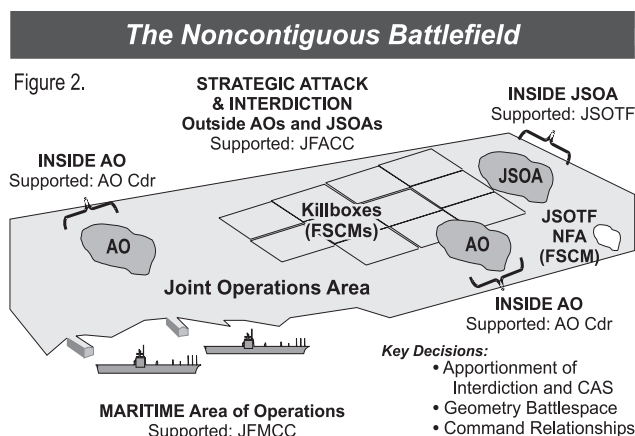 The Noncontiguous Battlefield
Figure 2.
STRATEGIC ATTACK
& INTERDICTION
Outside AOs and JSOAs
Supported: JFACC
INSIDE JSOA
Supported: JSOTF
INSIDE AO
Supported: AO Cdr
JSOA
Killboxes
(FSCMs)
JSOTF
NFA
(FSCM)
AO
AO
Joint Operations Area
INSIDE AO
Supported: AO Cdr
Key Decisions:
• Apportionment of
Interdiction and CAS
• Geometry Battlespace
• Command Relationships
MARITIME Area of Operations
Supported: JFMCC